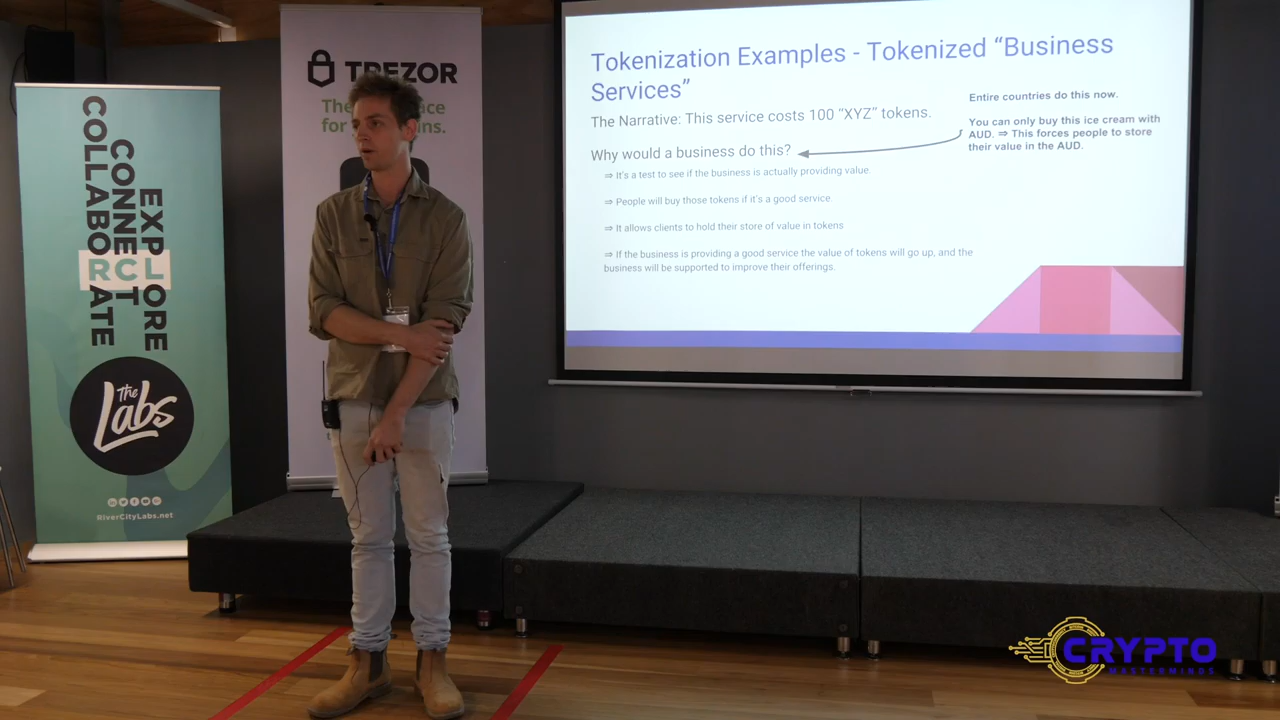 COLLABORATE
CONNECT
EXPLORE
The
Labs
RiverCityLabs.net
TREZOR
The
ace
for
ns.
Tokenization Examples - Tokenized “Business
Services”
The Narrative: This service costs 100 “XYZ” tokens.
Why would a business do this?
⇒ It's a test to see if the business is actually providing value.
⇒ People will buy those tokens if it's a good service.
⇒ It allows clients to hold their store of value in tokens
⇒ If the business is providing a good service the value of tokens will go up, and the
business will be supported to improve their offerings.
Entire countries do this now.
You can only buy this ice cream with
AUD. ⇒ This forces people to store
their value in the AUD.
CRYPTO
MASTERMINDS